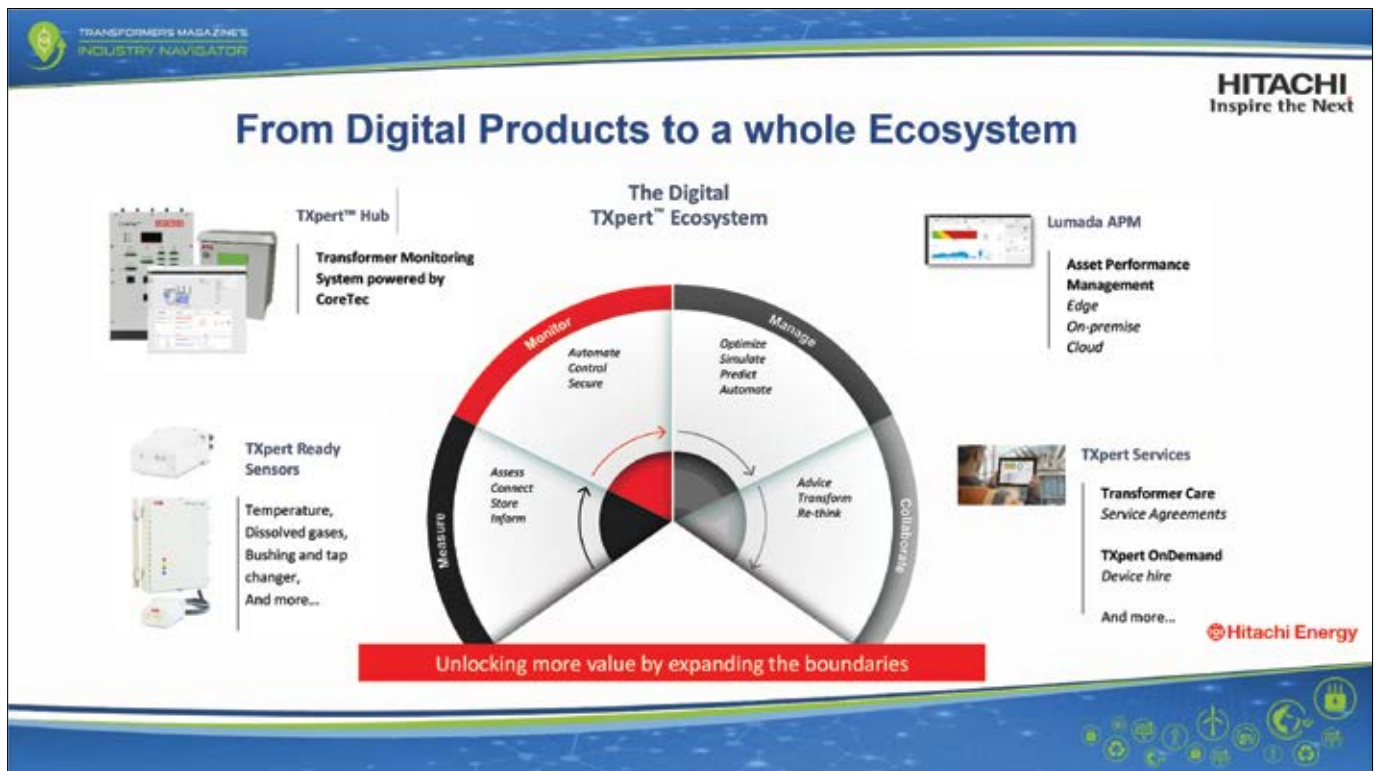 TRANSFORMERS MAGAZINE'S
INDUSTRY NAVIGATOR
HITACHI
Inspire the Next
From Digital Products to a whole Ecosystem
TXpert™ Hub
Transformer Monitoring
System powered by
CoreTec
The Digital
TXpert™ Ecosystem
Lumada APM
Asset Performance
Management
Edge
On-premise
Cloud
Monitor
Automate
Control
Secure
Manage
Optimize
Simulate
Predict
Automate
TXpert Ready
Sensors
Temperature,
Dissolved gases,
Bushing and tap
changer,
And more...
Measure
Assess
Connect
Store
Inform
Collaborate
Advice
Transform
Re-think
TXpert Services
Transformer Care
Service Agreements
TXpert OnDemand
Device hire
And more...
Hitachi Energy
Unlocking more value by expanding the boundaries